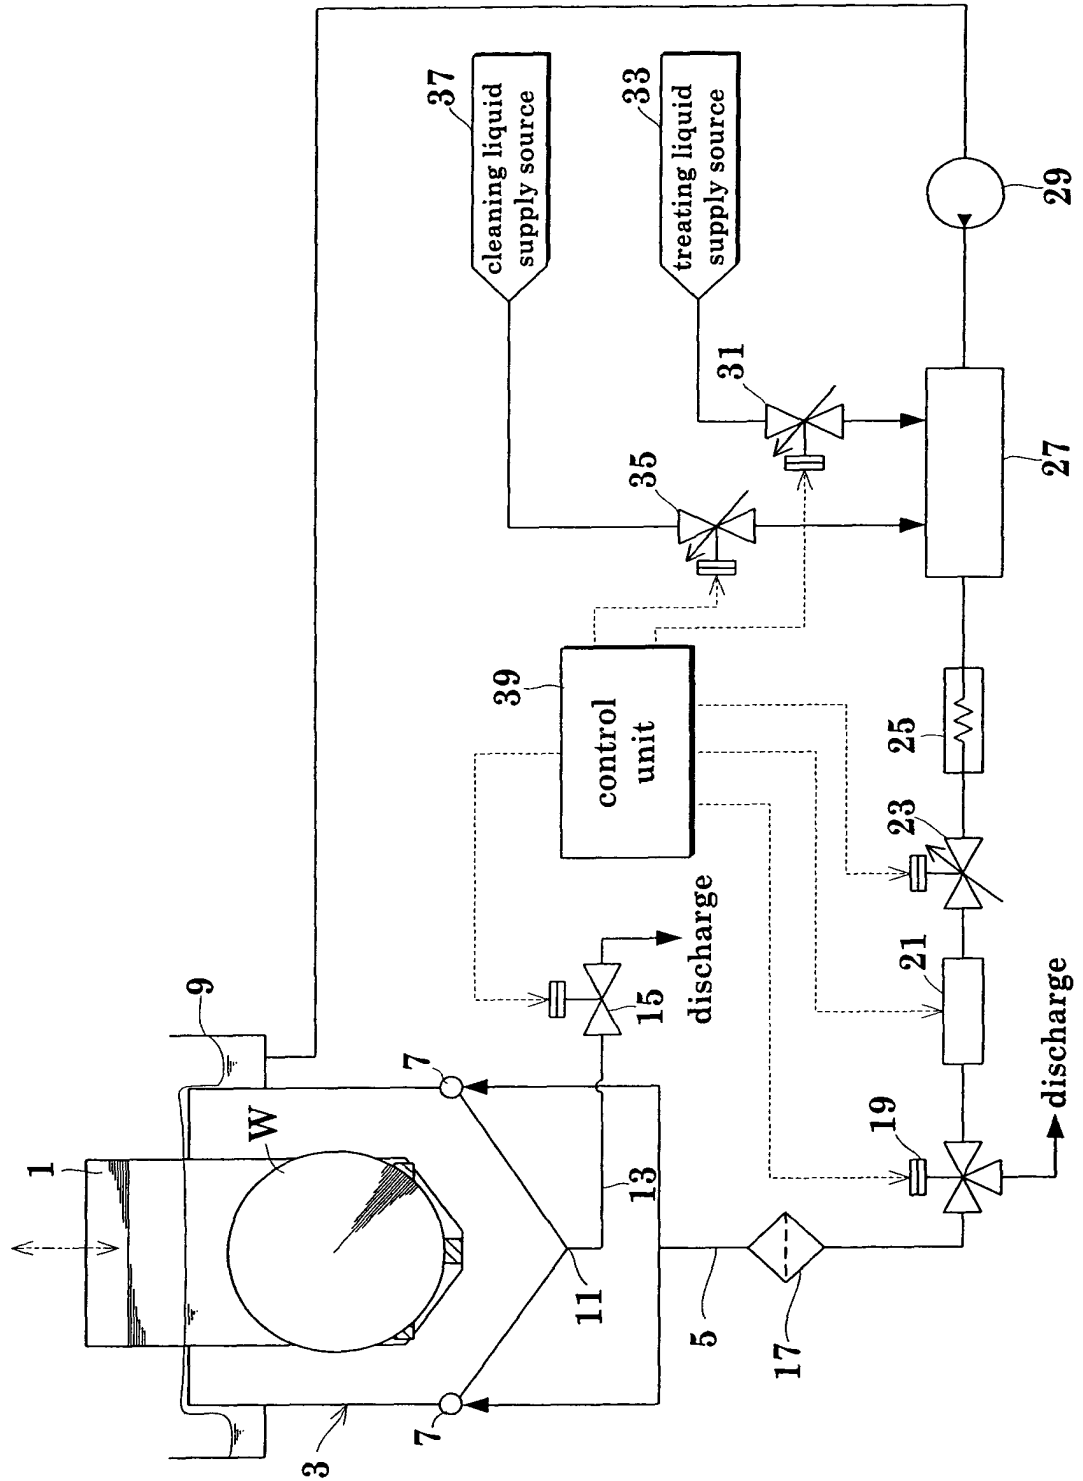 1
W
9
3
7
7
11
13
15
discharge
5
17
19
discharge
21
23
25
39
control
unit
35
31
27
29
37
cleaning liquid
supply source
33
treating liquid
supply source